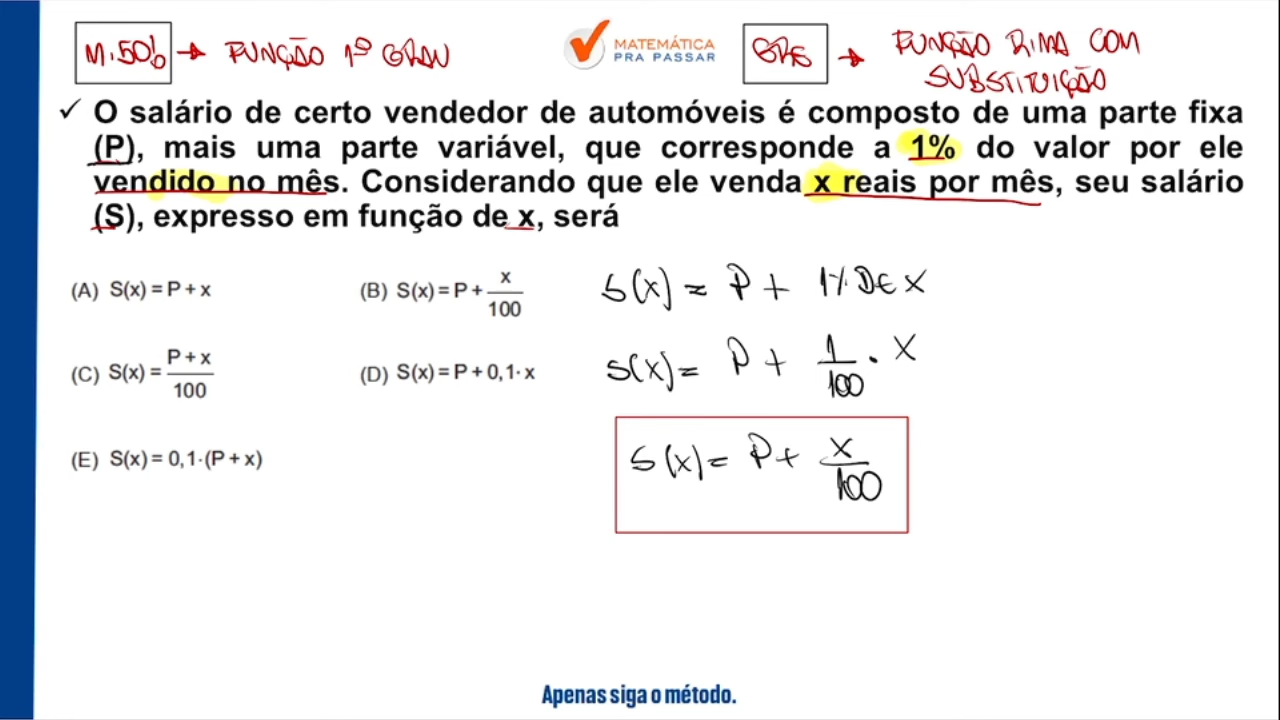 M.50% → FUNÇÃO 1º GRAU
MATEMÁTICA
PRA PASSAR
→ FUNÇÃO RIMA COM
SUBSTITUIÇÃO
✓ O salário de certo vendedor de automóveis é composto de uma parte fixa
(P), mais uma parte variável, que corresponde a 1% do valor por ele
vendido no mês. Considerando que ele venda x reais por mês, seu salário
(S), expresso em função de x, será
(A) S(x) = P + x
(B) S(x) = P + x/100
(C) S(x) = (P + x)/100
(D) S(x) = P + 0,1· x
(E) S(x) = 0,1·(P + x)
S(x) = P + 1% DE X
S(x) = P + 1/100 . X
S(x) = P + X/100
Apenas siga o método.